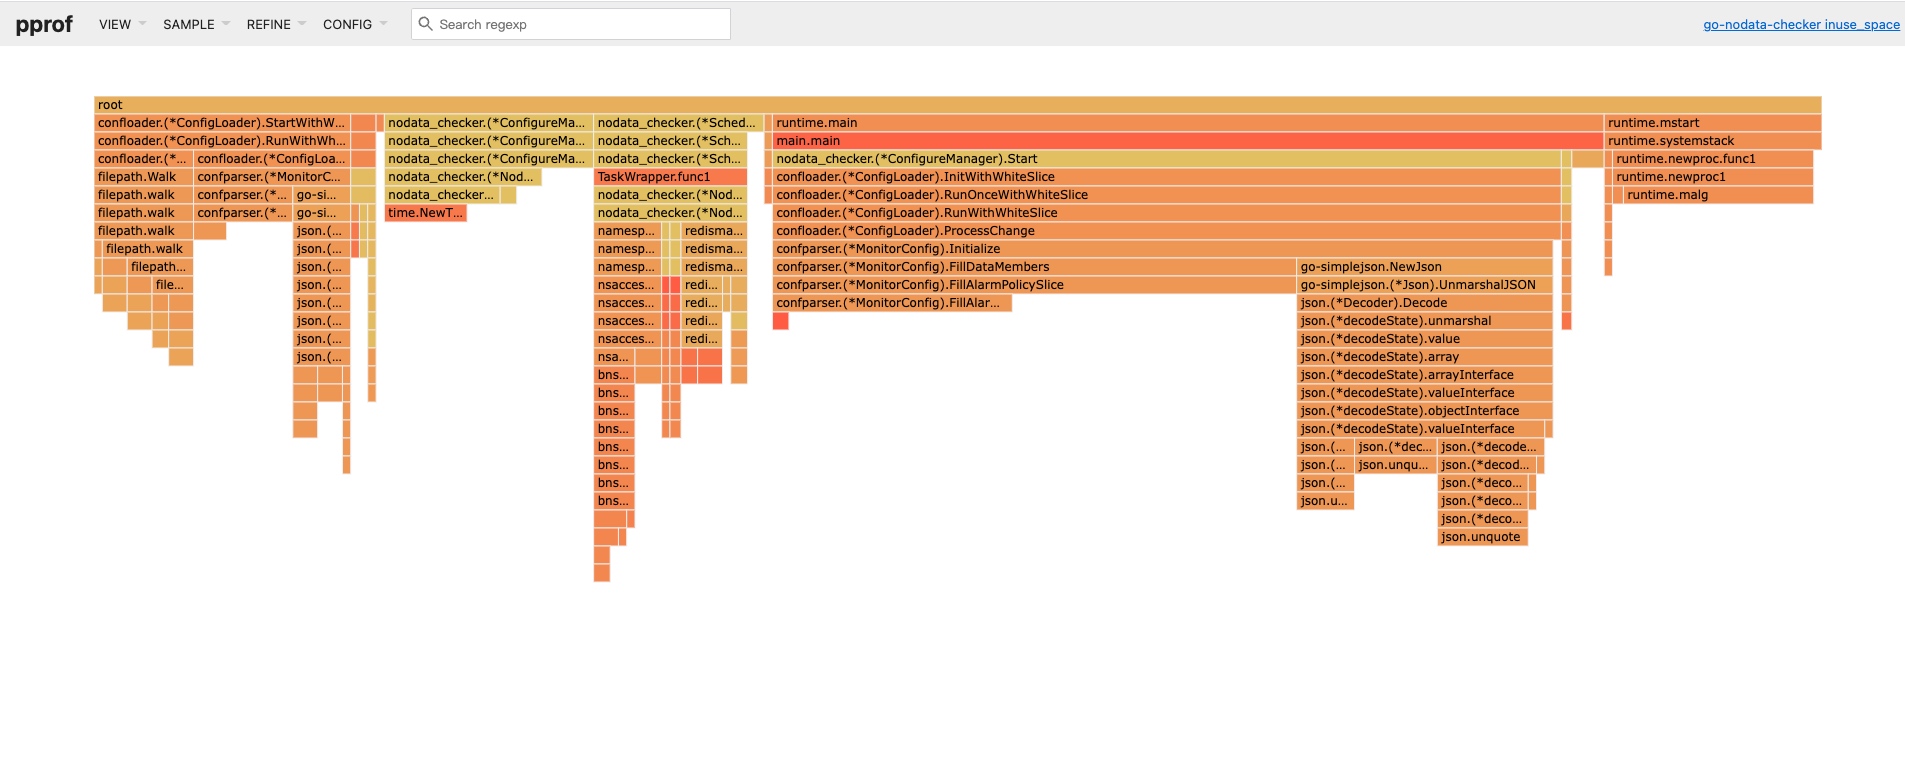 pprof VIEW SAMPLE REFINE CONFIG Search regexp go-nodata-checker inuse_space
root
confloader.(*ConfigLoader).StartWithW... nodata_checker.(*ConfigureMa... nodata_checker.(*Sched... runtime.main runtime.mstart
confloader.(*ConfigLoader).RunWithWh... nodata_checker.(*ConfigureMa... nodata_checker.(*Sch... main.main runtime.systemstack
confloader.(*... confloader.(*ConfigLoa... nodata_checker.(*ConfigureMa... nodata_checker.(*Sch... nodata_checker.(*ConfigureManager).Start runtime.newproc.func1
filepath.Walk confparser.(*MonitorC... nodata_checker.(*Nod... TaskWrapper.func1 confloader.(*ConfigLoader).InitWithWhiteSlice runtime.newproc1
filepath.walk confparser.(*... go-si... nodata_checker... nodata_checker.(*Nod... confloader.(*ConfigLoader).RunOnceWithWhiteSlice runtime.malg
filepath.walk confparser.(*... go-si... time.NewT... nodata_checker.(*Nod... confloader.(*ConfigLoader).RunWithWhiteSlice
filepath.walk json.(... namesp... redisma... confloader.(*ConfigLoader).ProcessChange
filepath.walk json.(... namesp... redisma... confparser.(*MonitorConfig).Initialize
filepath... json.(... namesp... redisma... confparser.(*MonitorConfig).FillDataMembers go-simplejson.NewJson
file... json.(... nsacces... redi... confparser.(*MonitorConfig).FillAlarmPolicySlice go-simplejson.(*Json).UnmarshalJSON
json.(... nsacces... redi... confparser.(*MonitorConfig).FillAlar... json.(*Decoder).Decode
json.(... nsacces... redi... json.(*decodeState).unmarshal
json.(... nsacces... redi... json.(*decodeState).value
json.(... nsa... json.(*decodeState).array
bns... json.(*decodeState).arrayInterface
bns... json.(*decodeState).valueInterface
bns... json.(*decodeState).objectInterface
bns... json.(*decodeState).valueInterface
bns... json.(... json.(*dec... json.(*decode...
bns... json.(... json.unqu... json.(*decod...
bns... json.(... json.(*deco...
bns... json.u... json.(*deco...
json.(*deco...
json.unquote